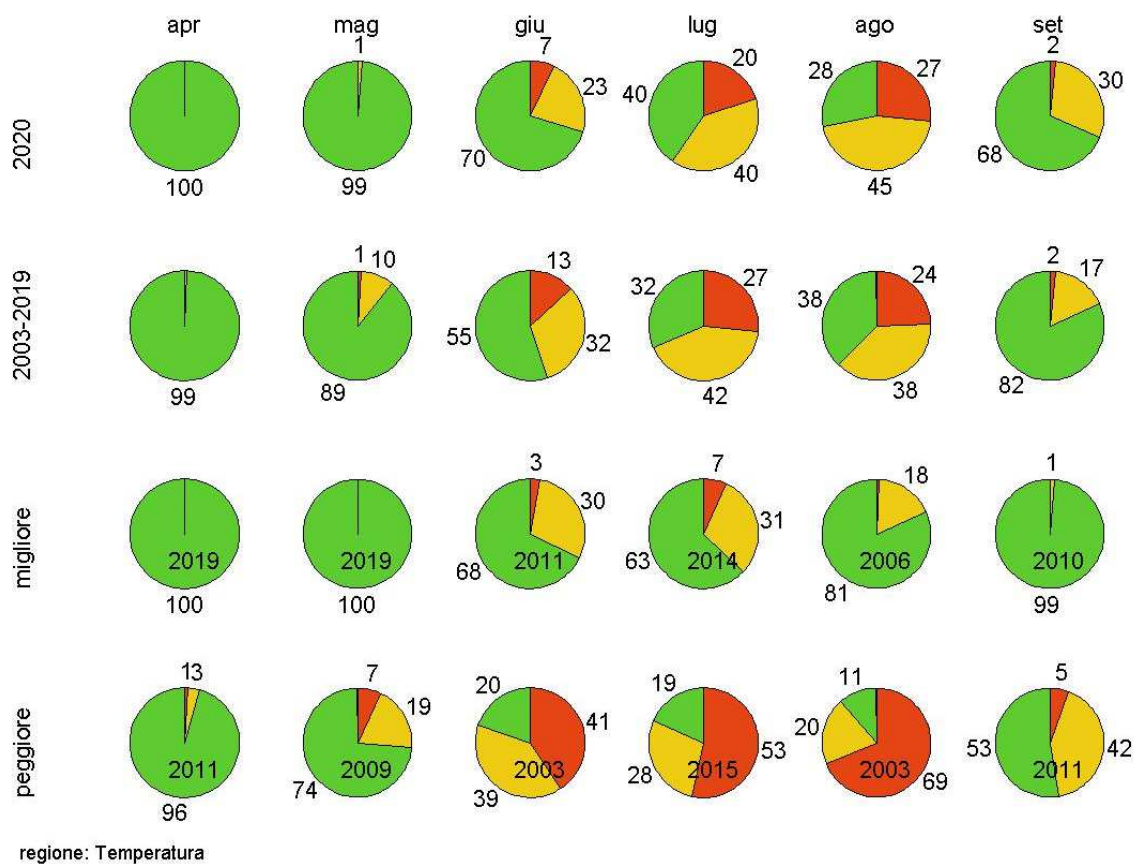 apr mag giu lug ago set
2020
100
1 99
7 23 70
20 40 40
27 45 28
2 30 68
2003-2019
99
1 10 89
13 32 55
27 42 32
24 38 38
2 17 82
migliore
2019 100
2019 100
3 30 2011 68
7 31 2014 63
18 2006 81
1 2010 99
peggiore
13 2011 96
7 19 2009 74
20 41 2003 39
19 53 2015 28
11 20 2003 69
5 42 2011 53
regione: Temperatura